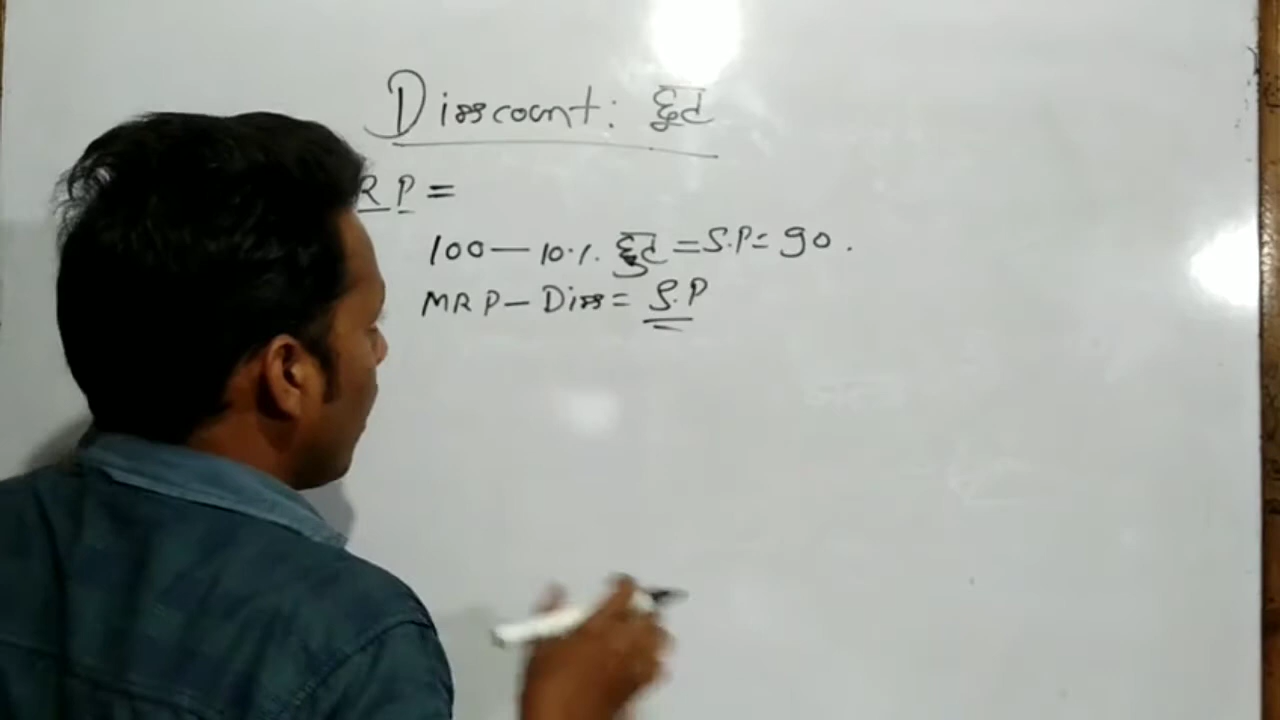 Disscount: छुट
RP=
100—10%. छुट =S.P= 90.
MRP— Diss= S.P